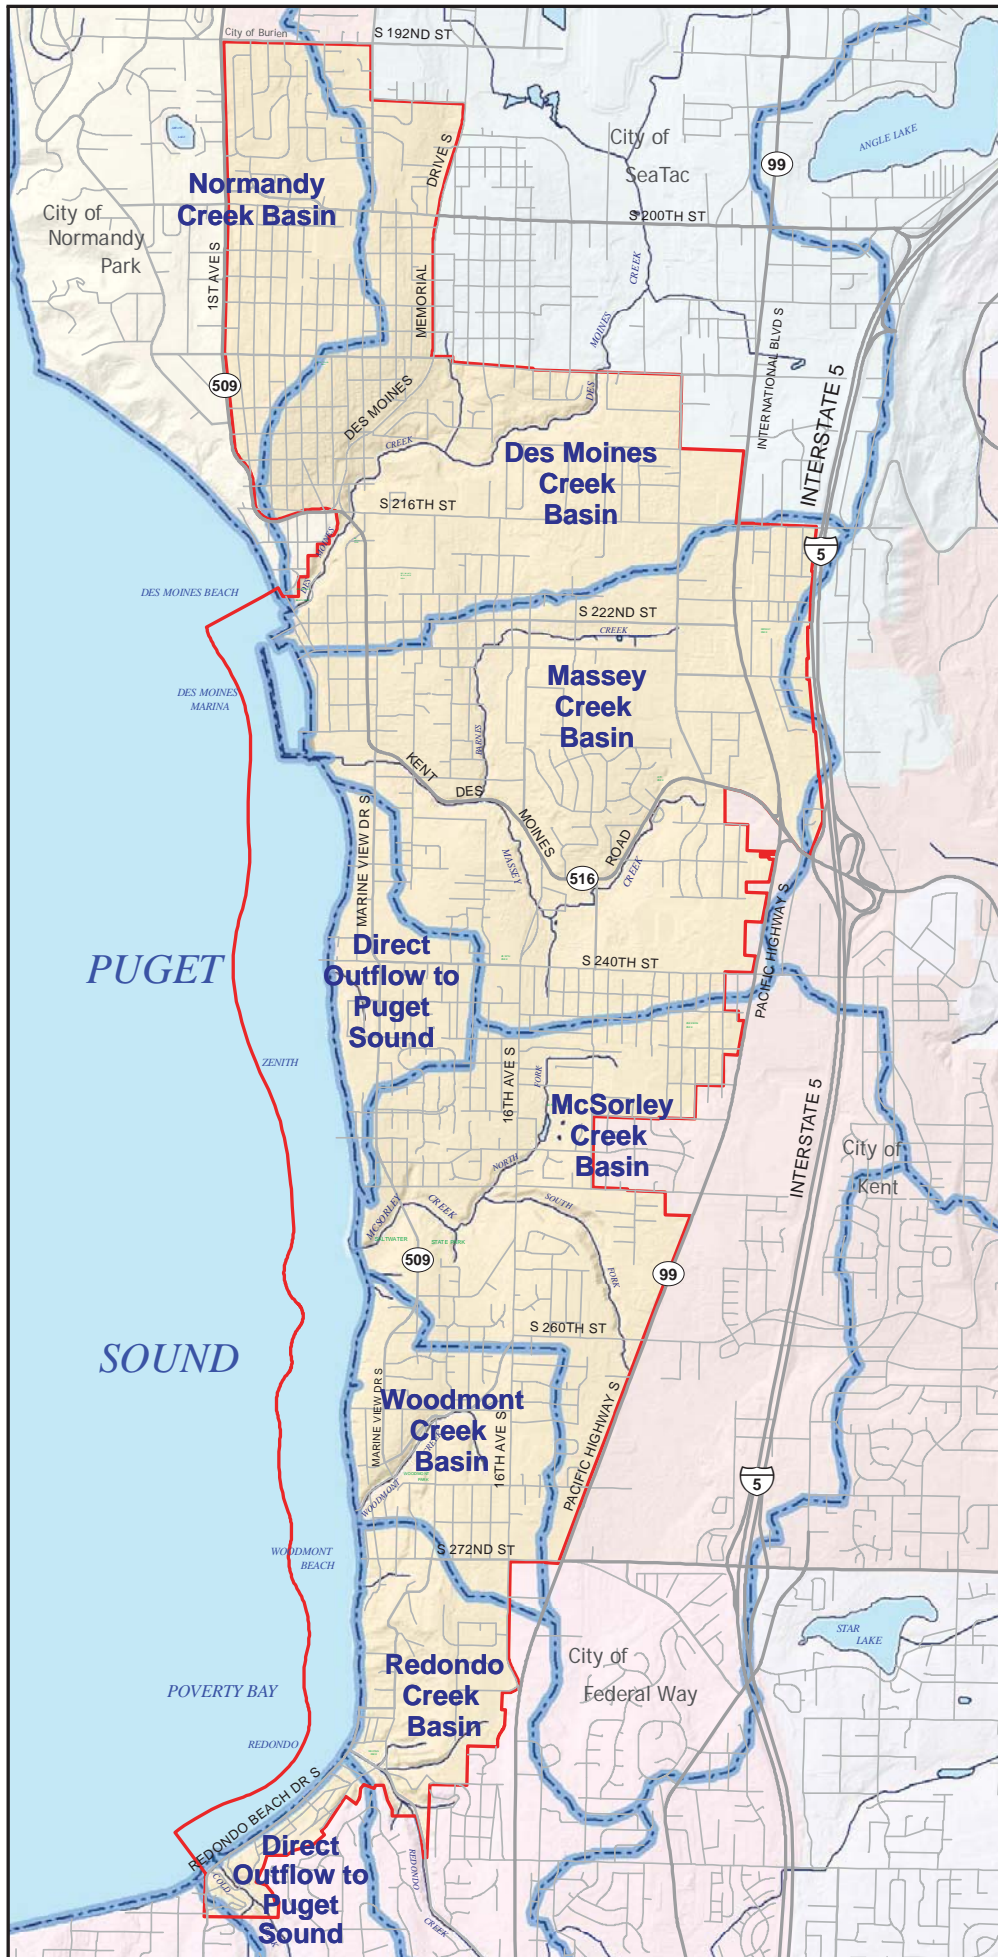 City of Burien
S 192ND ST
ANGLE LAKE
City of
SeaTac
DRIVE S
99
Normandy
Creek Basin
City of
Normandy
Park
S 200TH ST
1ST AVE S
MEMORIAL
CREEK
MOINES
DES
INTERNATIONAL BLVD S
INTERSTATE 5
509
DES MOINES
CREEK
Des Moines
Creek
Basin
S 216TH ST
5
DES MOINES
DES MOINES BEACH
S 222ND ST
CREEK
Massey
Creek
Basin
DES MOINES
MARINA
BARNES
KENT
DES
MOINES
ROAD
516
CREEK
MASSEY
MARINE VIEW DR S
PACIFIC HIGHWAY S
PUGET
Direct
Outflow to
Puget
Sound
S 240TH ST
ZENITH
16TH AVE S
FORK
McSorley
Creek
Basin
INTERSTATE 5
City of
Kent
NORTH
SOUTH
MCSORLEY
CREEK
SALTWATER
STATE PARK
509
FORK
99
SOUND
S 260TH ST
MARINE VIEW DR S
Woodmont
Creek
Basin
CREEK
16TH AVE S
PACIFIC HIGHWAY S
WOODMONT
5
S 272ND ST
WOODMONT
BEACH
STAR
LAKE
City of
Federal Way
Redondo
Creek
Basin
POVERTY BAY
REDONDO
REDONDO BEACH DR S
Direct
Outflow to
Puget
Sound
COLD
REDONDO
CREEK